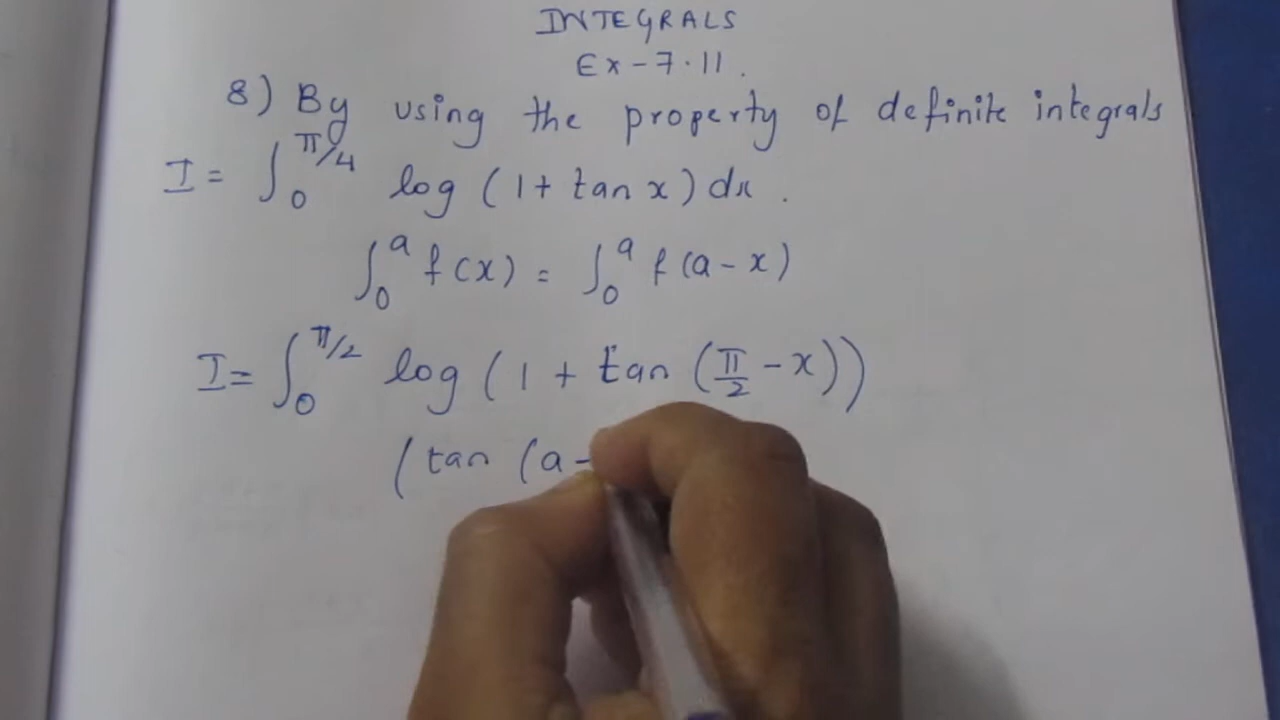 INTEGRALS
Ex-7.11.
8) By using the property of definite integrals
I = ∫₀^π/4 log (1 + tan x) dx.
∫₀^a f(x) = ∫₀^a f(a-x)
I = ∫₀^π/2 log (1 + tan (π/2 - x))
(tan (a-